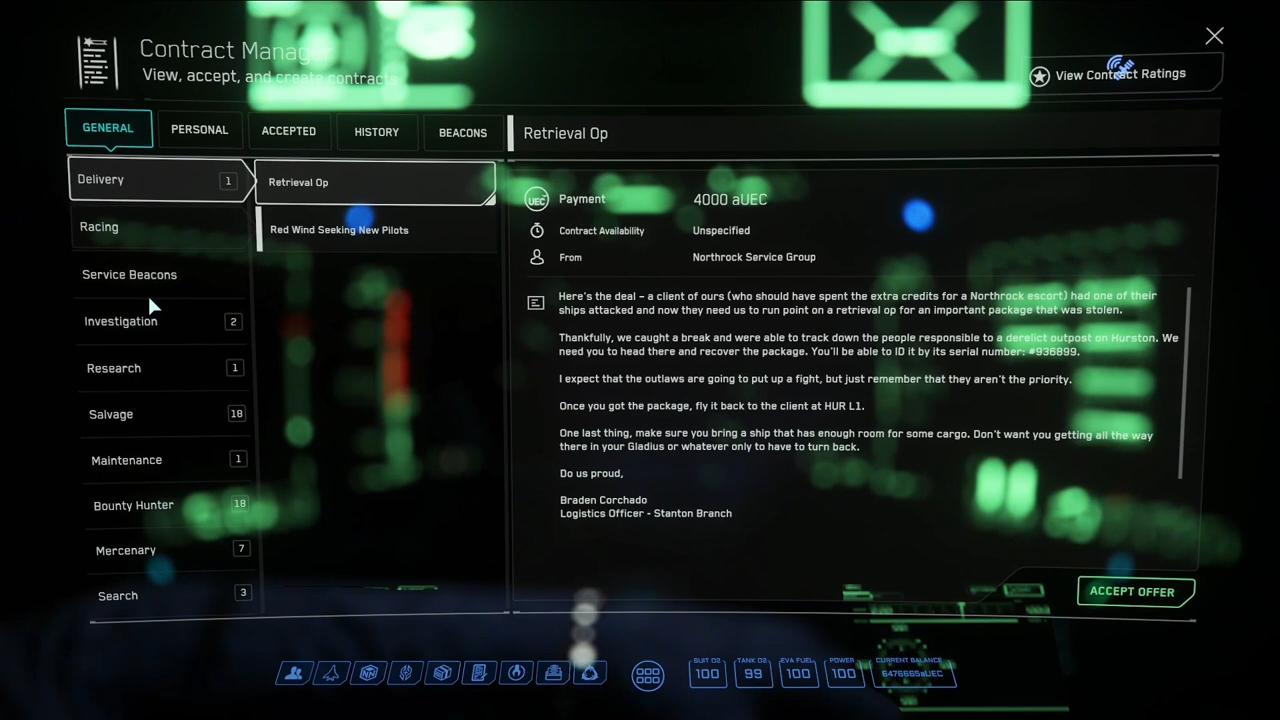 Contract Manager
View, accept, and create contracts
View Contract Ratings
GENERAL
PERSONAL
ACCEPTED
HISTORY
BEACONS
Retrieval Op
Delivery 1
Racing
Service Beacons
Investigation 2
Research 1
Salvage 18
Maintenance 1
Bounty Hunter 18
Mercenary 7
Search 3
Retrieval Op
Red Wind Seeking New Pilots
UEC Payment 4000 aUEC
Contract Availability Unspecified
From Northrock Service Group
Here's the deal – a client of ours (who should have spent the extra credits for a Northrock escort) had one of their
ships attacked and now they need us to run point on a retrieval op for an important package that was stolen.
Thankfully, we caught a break and were able to track down the people responsible to a derelict outpost on Hurston. We
need you to head there and recover the package. You'll be able to ID it by its serial number: #936899.
I expect that the outlaws are going to put up a fight, but just remember that they aren't the priority.
Once you got the package, fly it back to the client at HUR L1.
One last thing, make sure you bring a ship that has enough room for some cargo. Don't want you getting all the way
there in your Gladius or whatever only to have to turn back.
Do us proud,
Braden Corchado
Logistics Officer - Stanton Branch
ACCEPT OFFER
SUIT O2
100
TANK O2
99
EVA FUEL
100
POWER
100
CURRENT BALANCE
6476665aUEC